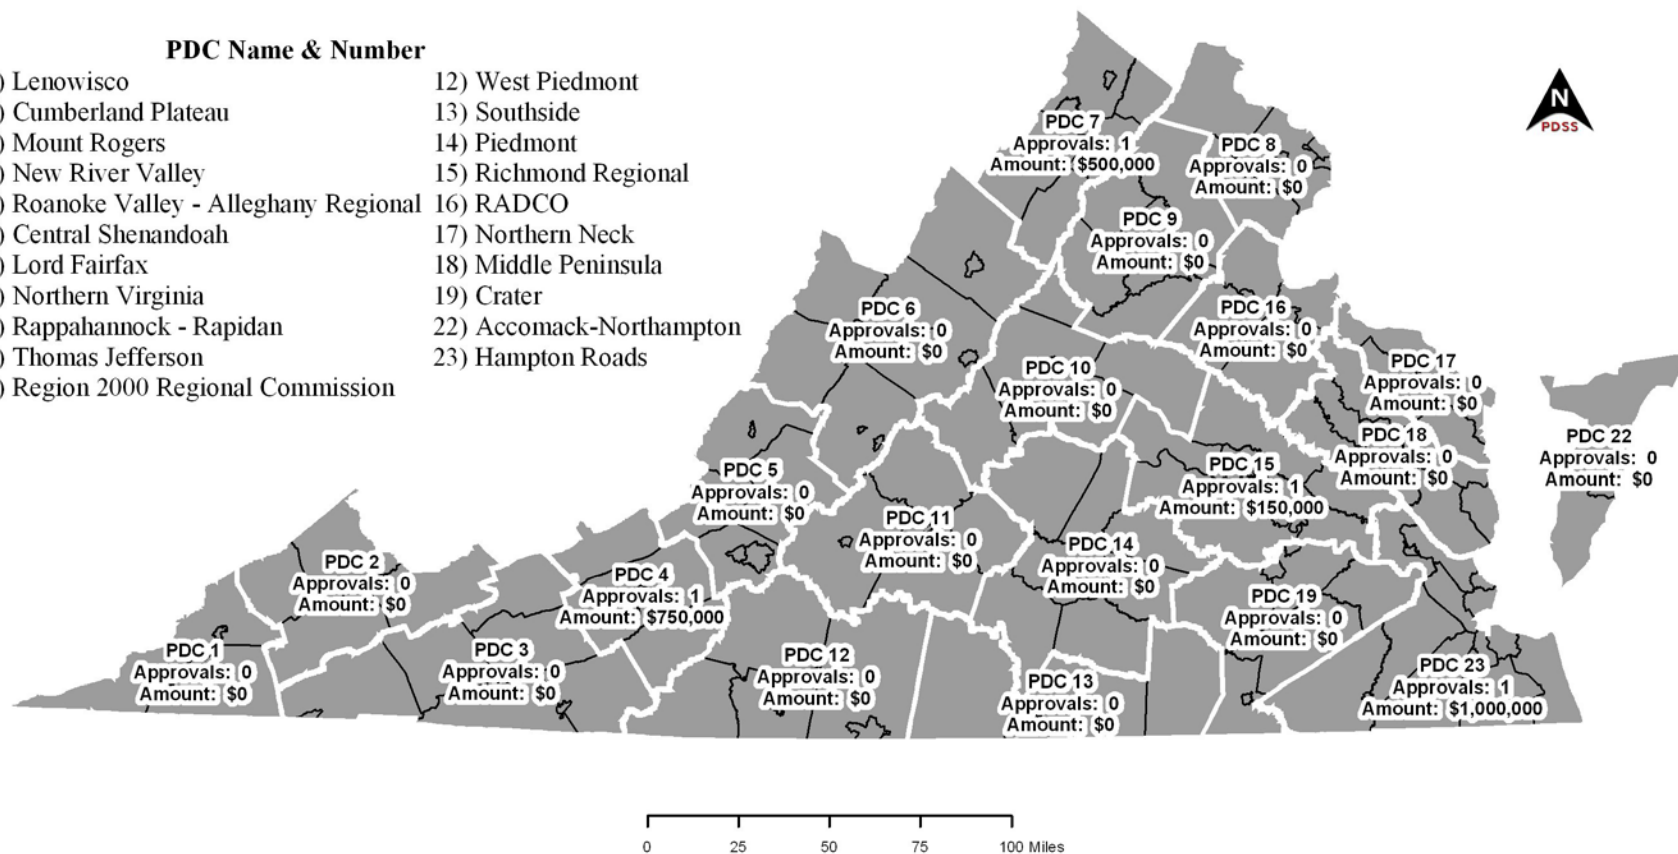 PDC Name & Number
) Lenowisco
) Cumberland Plateau
) Mount Rogers
) New River Valley
) Roanoke Valley - Alleghany Regional
) Central Shenandoah
) Lord Fairfax
) Northern Virginia
) Rappahannock - Rapidan
) Thomas Jefferson
) Region 2000 Regional Commission
12) West Piedmont
13) Southside
14) Piedmont
15) Richmond Regional
16) RADCO
17) Northern Neck
18) Middle Peninsula
19) Crater
22) Accomack-Northampton
23) Hampton Roads
N
PDSS
PDC 7
Approvals: 1
Amount: $500,000
PDC 8
Approvals: 0
Amount: $0
PDC 9
Approvals: 0
Amount: $0
PDC 6
Approvals: 0
Amount: $0
PDC 16
Approvals: 0
Amount: $0
PDC 10
Approvals: 0
Amount: $0
PDC 17
Approvals: 0
Amount: $0
PDC 18
Approvals: 0
Amount: $0
PDC 22
Approvals: 0
Amount: $0
PDC 5
Approvals: 0
Amount: $0
PDC 15
Approvals: 1
Amount: $150,000
PDC 11
Approvals: 0
Amount: $0
PDC 14
Approvals: 0
Amount: $0
PDC 2
Approvals: 0
Amount: $0
PDC 4
Approvals: 1
Amount: $750,000
PDC 19
Approvals: 0
Amount: $0
PDC 1
Approvals: 0
Amount: $0
PDC 3
Approvals: 0
Amount: $0
PDC 12
Approvals: 0
Amount: $0
PDC 13
Approvals: 0
Amount: $0
PDC 23
Approvals: 1
Amount: $1,000,000
0 25 50 75 100 Miles